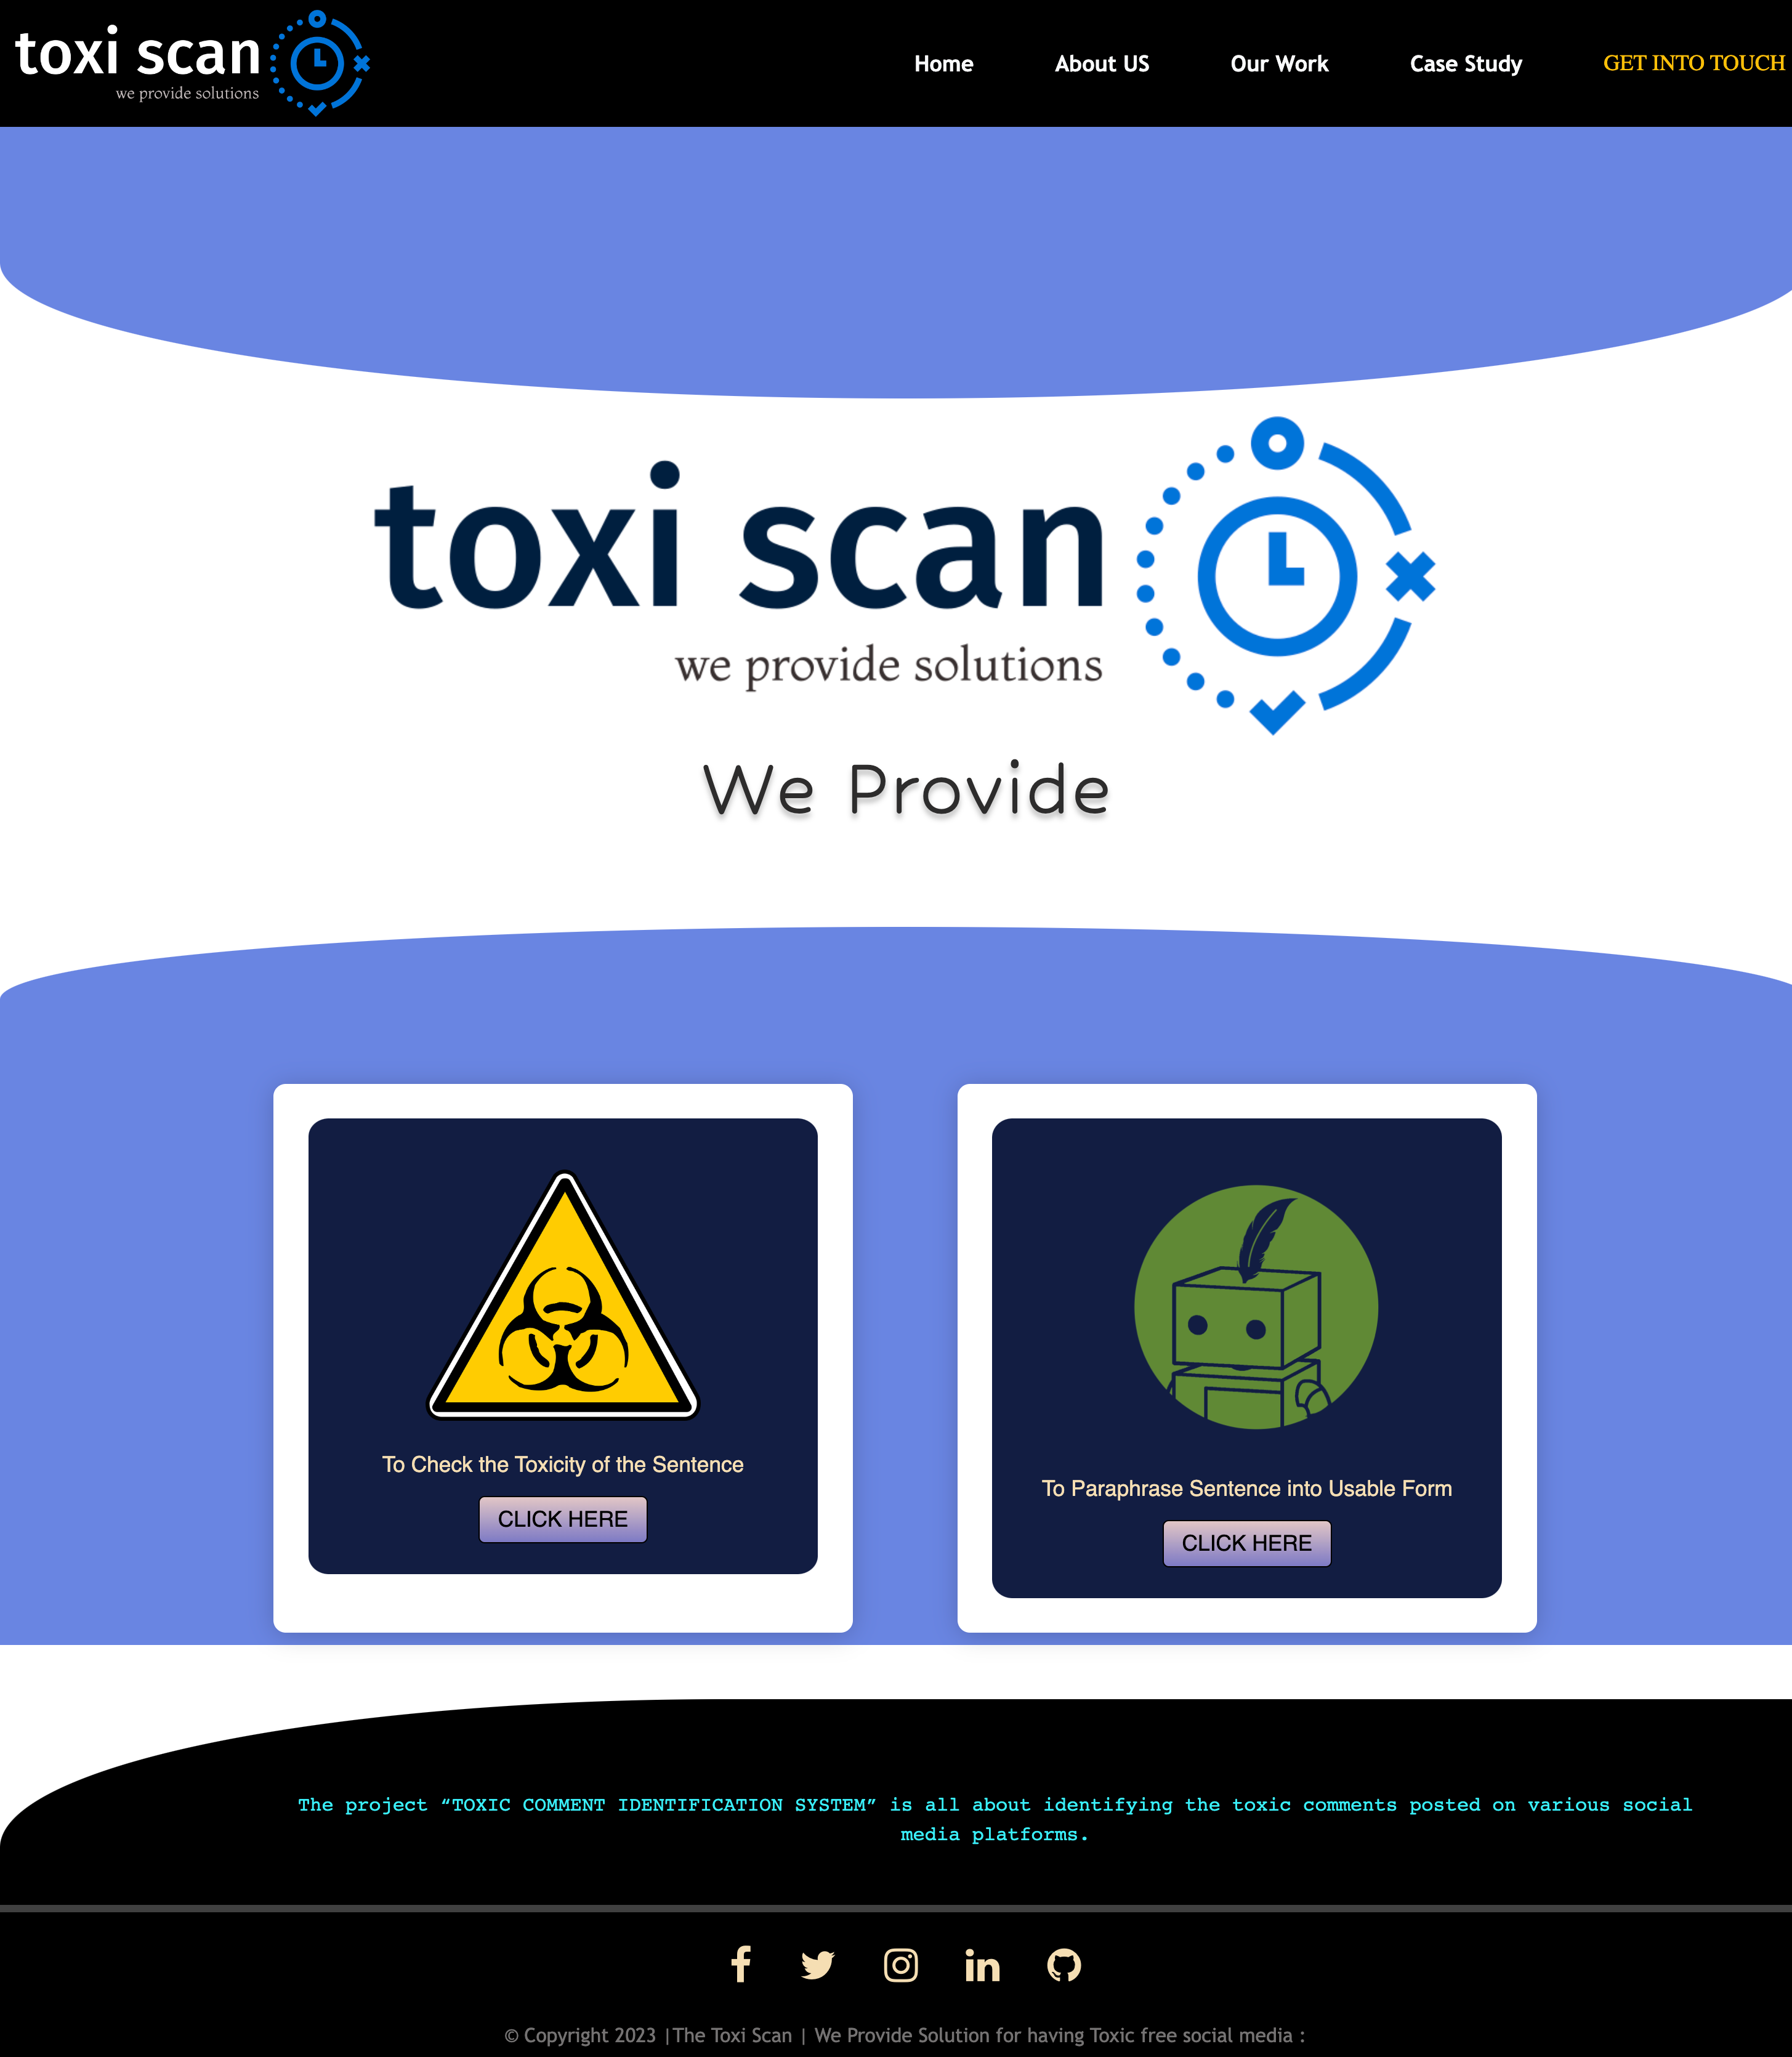 toxi scan
we provide solutions
Home
About US
Our Work
Case Study
GET INTO TOUCH
toxi scan
we provide solutions
We Provide
To Check the Toxicity of the Sentence
CLICK HERE
To Paraphrase Sentence into Usable Form
CLICK HERE
The project “TOXIC COMMENT IDENTIFICATION SYSTEM” is all about identifying the toxic comments posted on various social
media platforms.
© Copyright 2023 |The Toxi Scan | We Provide Solution for having Toxic free social media :